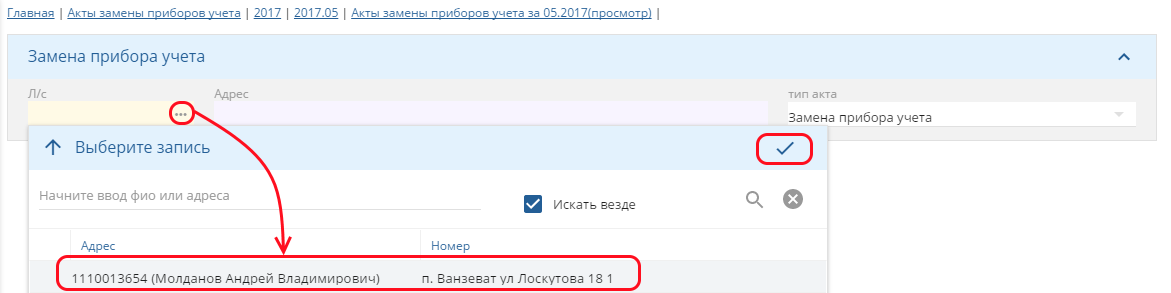 Главная | Акты замены приборов учета | 2017 | 2017.05 | Акты замены приборов учета за 05.2017(просмотр) |
Замена прибора учета
Л/с Адрес тип акта
Замена прибора учета
Выберите запись
Начните ввод фио или адреса Искать везде
Адрес Номер
1110013654 (Молданов Андрей Владимирович) п. Ванзеват ул Лоскутова 18 1